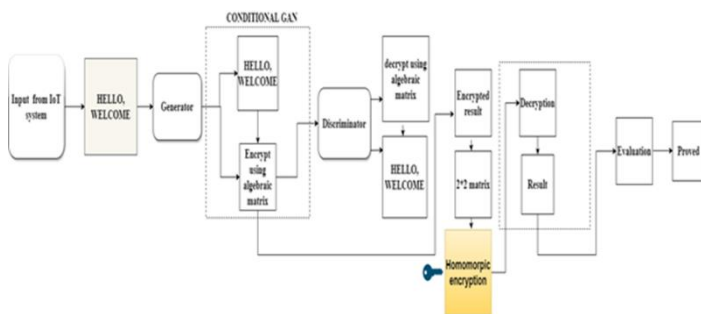 CONDITIONAL GAN
Input from IoT
system
HELLO,
WELCOME
Generator
HELLO,
WELCOME
Encrypt
using
algebraic
matrix
Discriminator
decrypt using
algebraic
matrix
HELLO,
WELCOME
Encrypted
result
2*2 matrix
Homomorpic
encryption
Decryption
Result
Evaluation
Proved